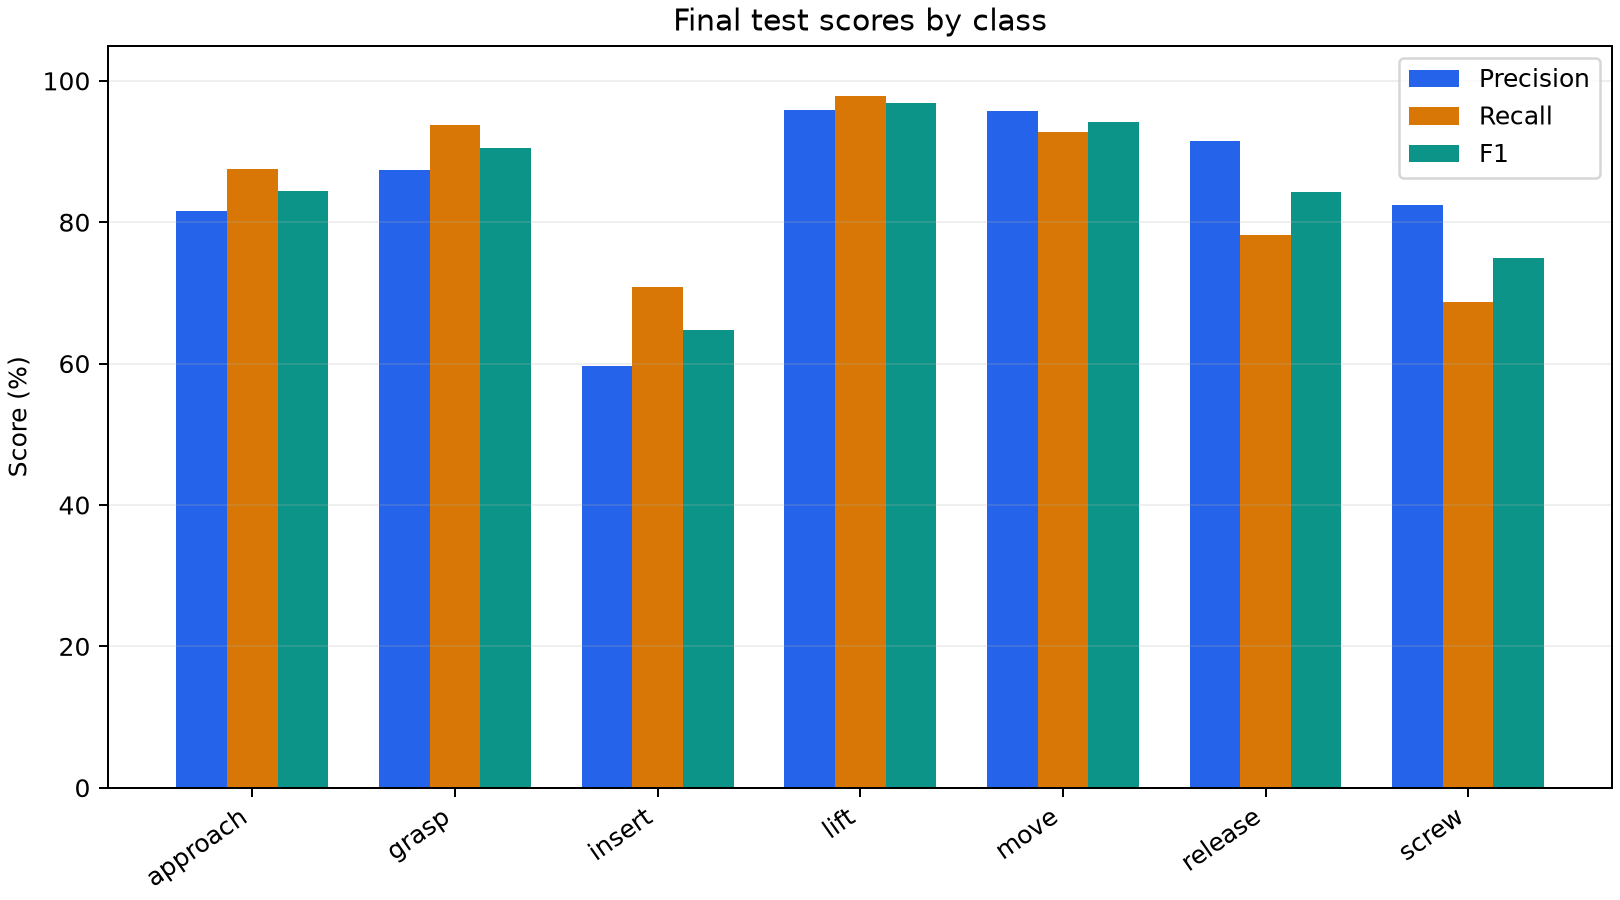 Final test scores by class
Precision
Recall
F1
Score (%)
100
80
60
40
20
0
approach
grasp
insert
lift
move
release
screw